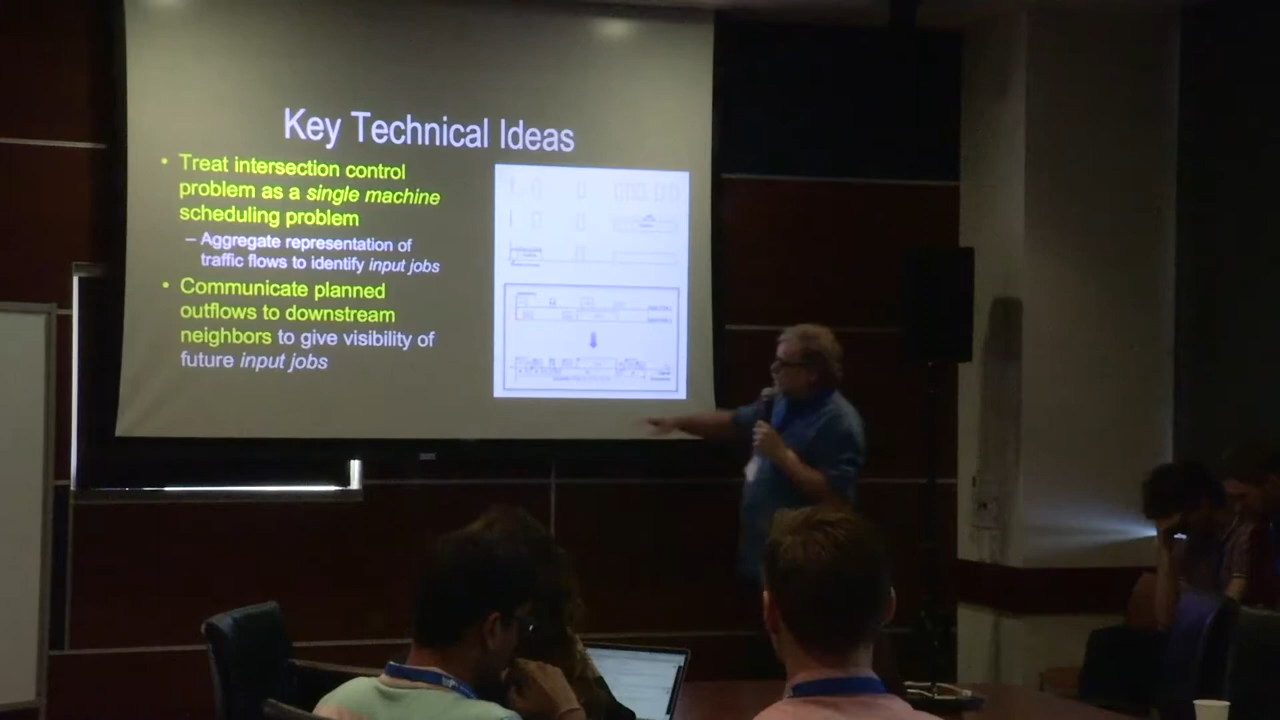 Key Technical Ideas
• Treat intersection control
problem as a single machine
scheduling problem
– Aggregate representation of
traffic flows to identify input jobs
• Communicate planned
outflows to downstream
neighbors to give visibility of
future input jobs